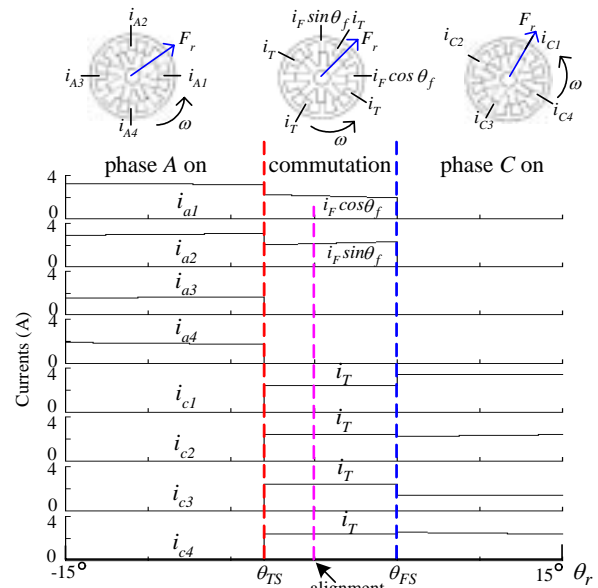 i_A2
F_r
i_A3
i_A1
i_A4
ω
i_F sinθ_f
i_T
F_r
i_T
i_F cos θ_f
i_T
i_T
ω
F_r
i_C2
i_C1
i_C3
i_C4
ω
phase A on
commutation
phase C on
Currents (A)
4
i_a1
i_F cosθ_f
0
4
i_a2
i_F sinθ_f
0
4
i_a3
0
4
i_a4
0
4
i_T
i_c1
0
4
i_T
i_c2
0
4
i_T
i_c3
0
4
i_T
i_c4
0
-15°
θ_TS
alignment
θ_FS
15°
θ_r